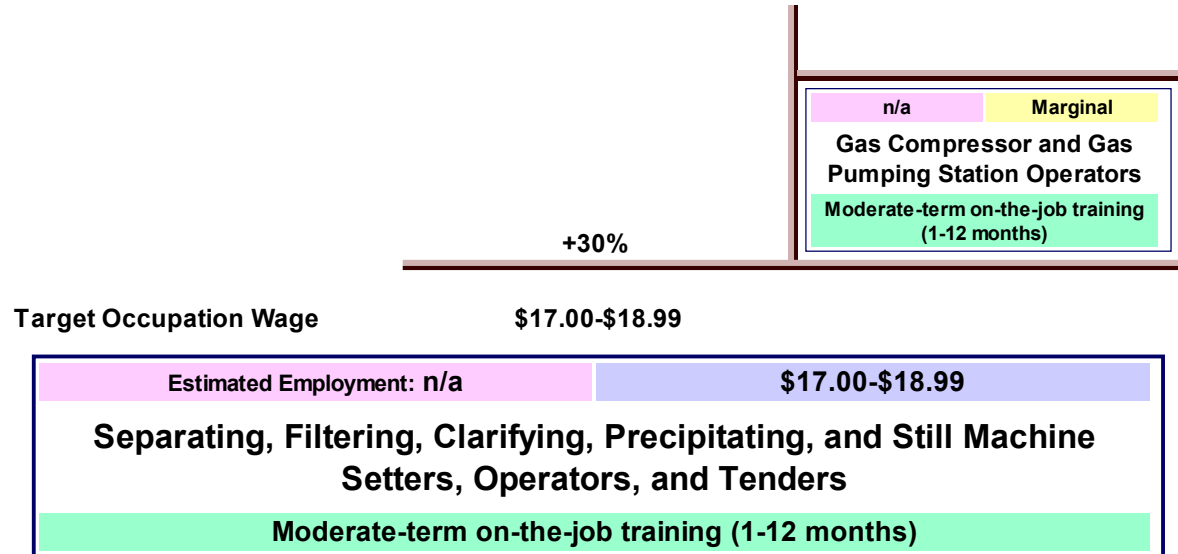 n/a Marginal
Gas Compressor and Gas
Pumping Station Operators
Moderate-term on-the-job training
(1-12 months)
+30%
Target Occupation Wage $17.00-$18.99
Estimated Employment: n/a $17.00-$18.99
Separating, Filtering, Clarifying, Precipitating, and Still Machine
Setters, Operators, and Tenders
Moderate-term on-the-job training (1-12 months)